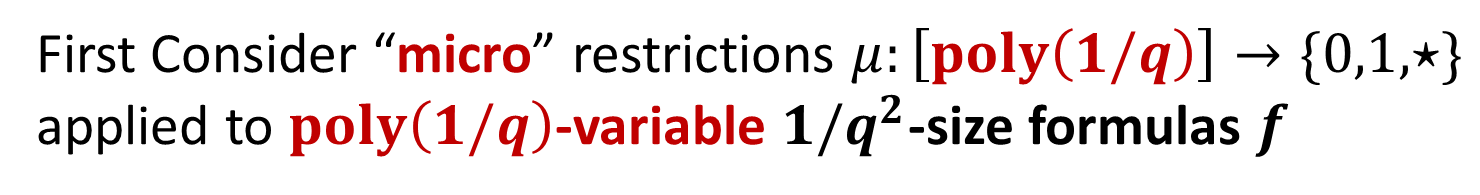 First Consider “micro” restrictions 𝜇: [poly(1/𝑞)] → {0,1,⋆}
applied to poly(1/𝒒)-variable 𝟏/𝒒²-size formulas 𝒇